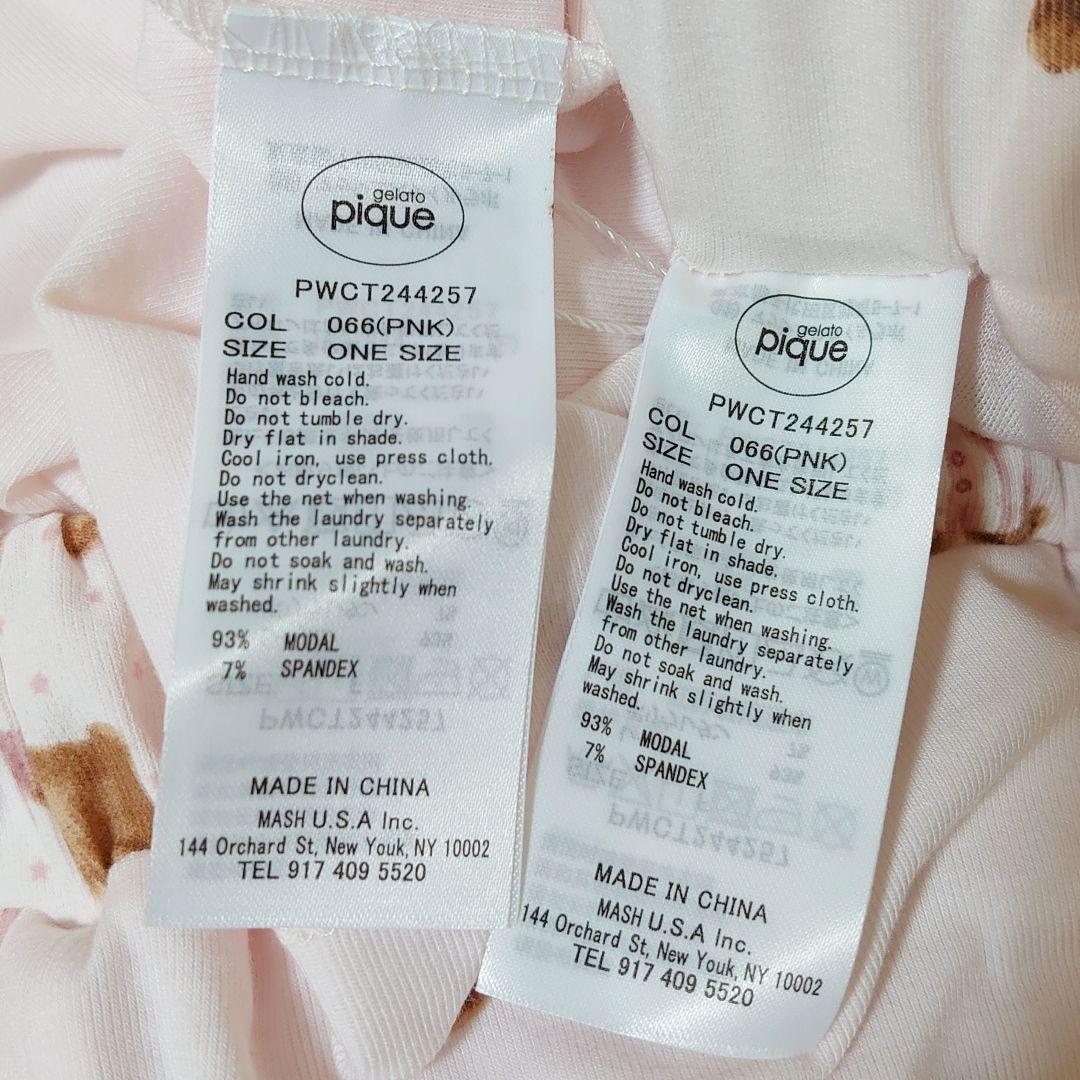 gelato
pique
PWCT244257
COL 066(PNK)
SIZE ONE SIZE
Hand wash cold.
Do not bleach.
Do not tumble dry.
Dry flat in shade.
Cool iron, use press cloth.
Do not dryclean.
Use the net when washing.
Wash the laundry separately
from other laundry.
Do not soak and wash.
May shrink slightly when
washed.
93% MODAL
7% SPANDEX
MADE IN CHINA
MASH U.S.A Inc.
144 Orchard St, New Youk, NY 10002
TEL 917 409 5520
gelato
pique
PWCT244257
COL 066(PNK)
SIZE ONE SIZE
Hand wash cold.
Do not bleach.
Do not tumble dry.
Dry flat in shade.
Cool iron, use press cloth.
Do not dryclean.
Use the net when washing.
Wash the laundry separately
from other laundry.
Do not soak and wash.
May shrink slightly when
washed.
93% MODAL
7% SPANDEX
MADE IN CHINA
MASH U.S.A Inc.
144 Orchard St, New Youk, NY 10002
TEL 917 409 5520